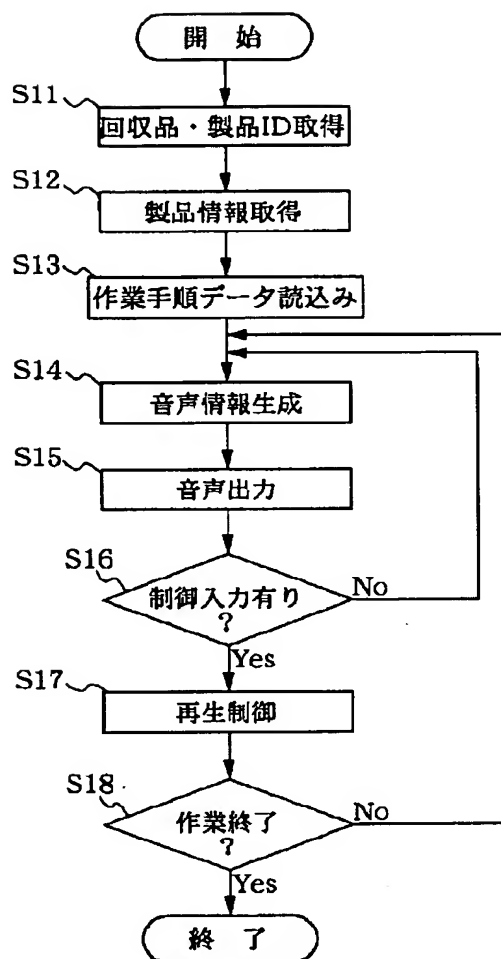 開 始
S11
回収品・製品ID取得
S12
製品情報取得
S13
作業手順データ読込み
S14
音声情報生成
S15
音声出力
S16
制御入力有り
?
No
Yes
S17
再生制御
S18
作業終了
?
No
Yes
終 了